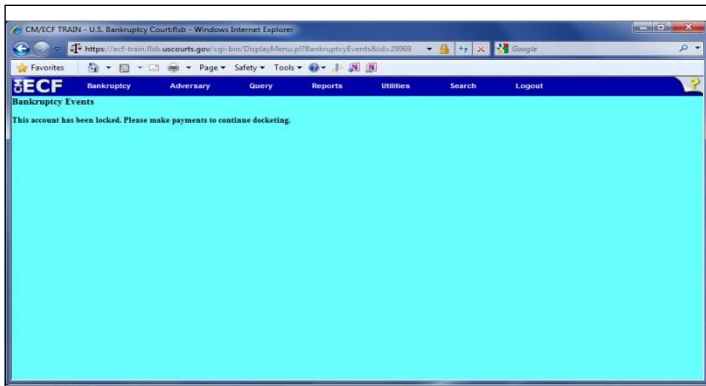 CM/ECF TRAIN - U.S. Bankruptcy Court:flsb - Windows Internet Explorer
https://ecf-train.flsb.uscourts.gov/cgi-bin/DisplayMenu.pl?BankruptcyEvents&id=29969
Google
Favorites Page Safety Tools
CM ECF Bankruptcy Adversary Query Reports Utilities Search Logout ?
Bankruptcy Events
This account has been locked. Please make payments to continue docketing.